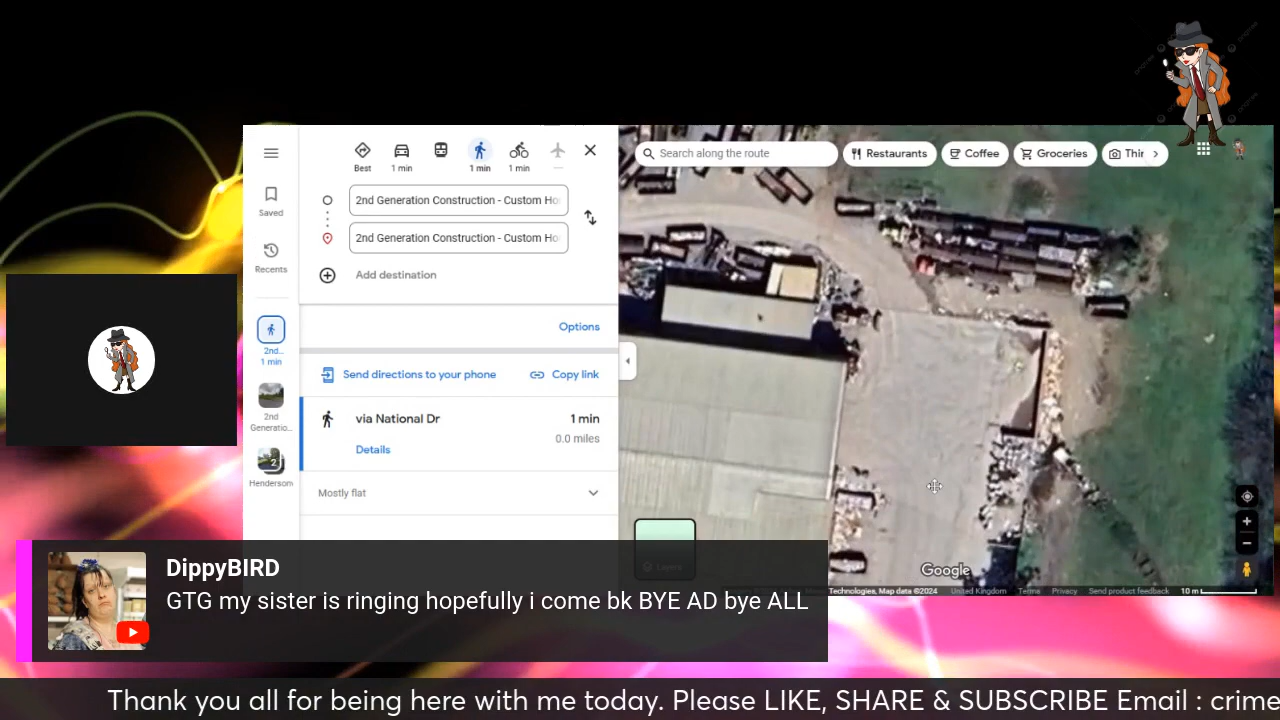 Best
1 min
1 min
1 min
Saved
Recents
2nd...
1 min
2nd
Generatio...
2
Henderson
2nd Generation Construction - Custom Ho
2nd Generation Construction - Custom Ho
Add destination
Options
Send directions to your phone
Copy link
via National Dr
1 min
0.0 miles
Details
Mostly flat
Search along the route
Restaurants
Coffee
Groceries
Thir
Layers
Google
Technologies, Map data ©2024
United Kingdom
Terms
Privacy
Send product feedback
10 m
DippyBIRD
GTG my sister is ringing hopefully i come bk BYE AD bye ALL
Thank you all for being here with me today. Please LIKE, SHARE & SUBSCRIBE Email : crime